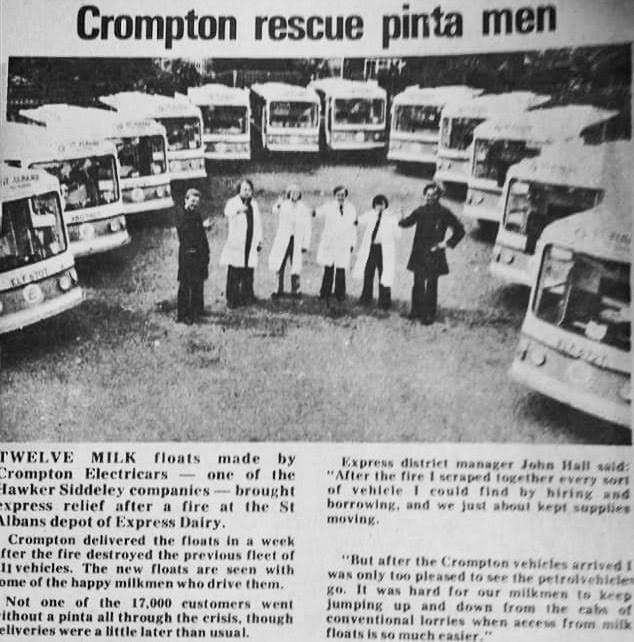 Crompton rescue pinta men
TWELVE MILK floats made by
Crompton Electricars — one of the
Hawker Siddeley companies — brought
express relief after a fire at the St
Albans depot of Express Dairy.
Crompton delivered the floats in a week
after the fire destroyed the previous fleet of
11 vehicles. The new floats are seen with
some of the happy milkmen who drive them.
Not one of the 17,000 customers went
without a pinta all through the crisis, though
deliveries were a little later than usual.
Express district manager John Hall said:
"After the fire I scraped together every sort
of vehicle I could find by hiring and
borrowing, and we just about kept supplies
moving.
"But after the Crompton vehicles arrived I
was only too pleased to see the petrol vehicles
go. It was hard for our milkmen to keep
jumping up and down from the cabs of
conventional lorries when access from milk
floats is so much easier."